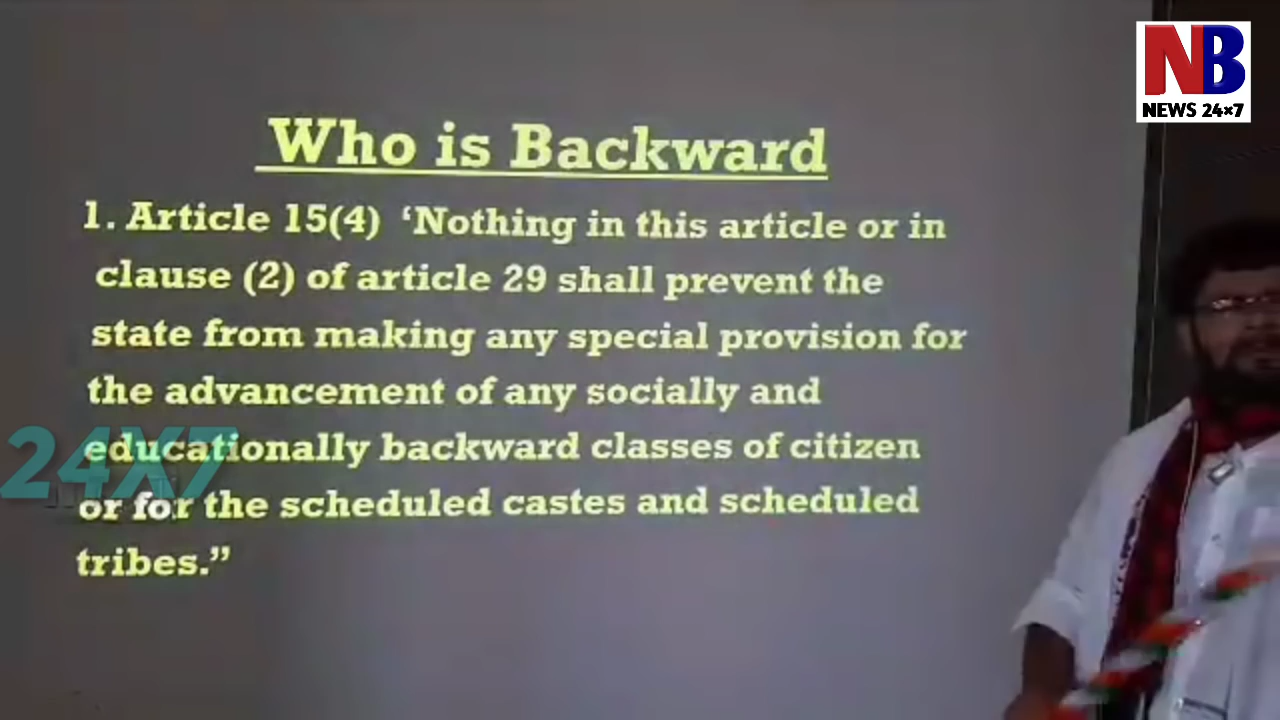 NB
NEWS 24×7
Who is Backward
1. Article 15(4) ‘Nothing in this article or in
clause (2) of article 29 shall prevent the
state from making any special provision for
the advancement of any socially and
educationally backward classes of citizen
or for the scheduled castes and scheduled
tribes.”
24X7